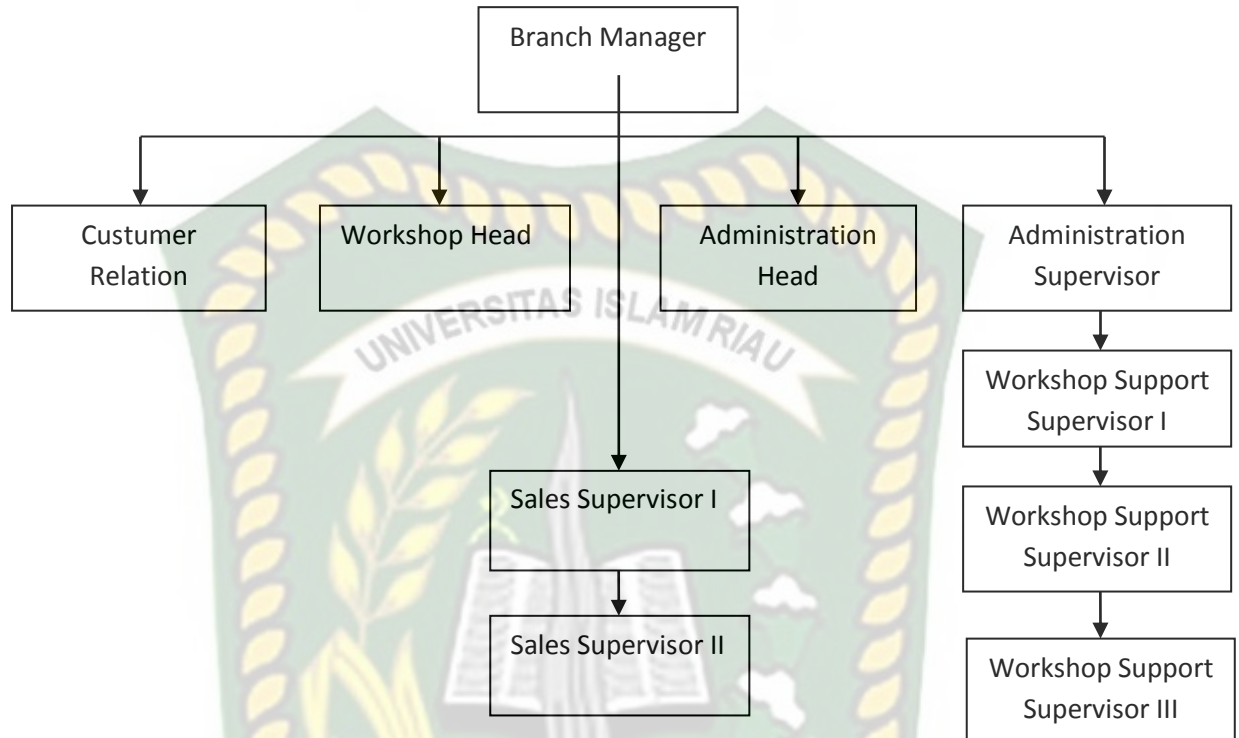 Branch Manager
Custumer
Relation
Workshop Head
Administration
Head
Administration
Supervisor
UNIVERSITAS ISLAM RIAU
Workshop Support
Supervisor I
Sales Supervisor I
Workshop Support
Supervisor II
Sales Supervisor II
Workshop Support
Supervisor III